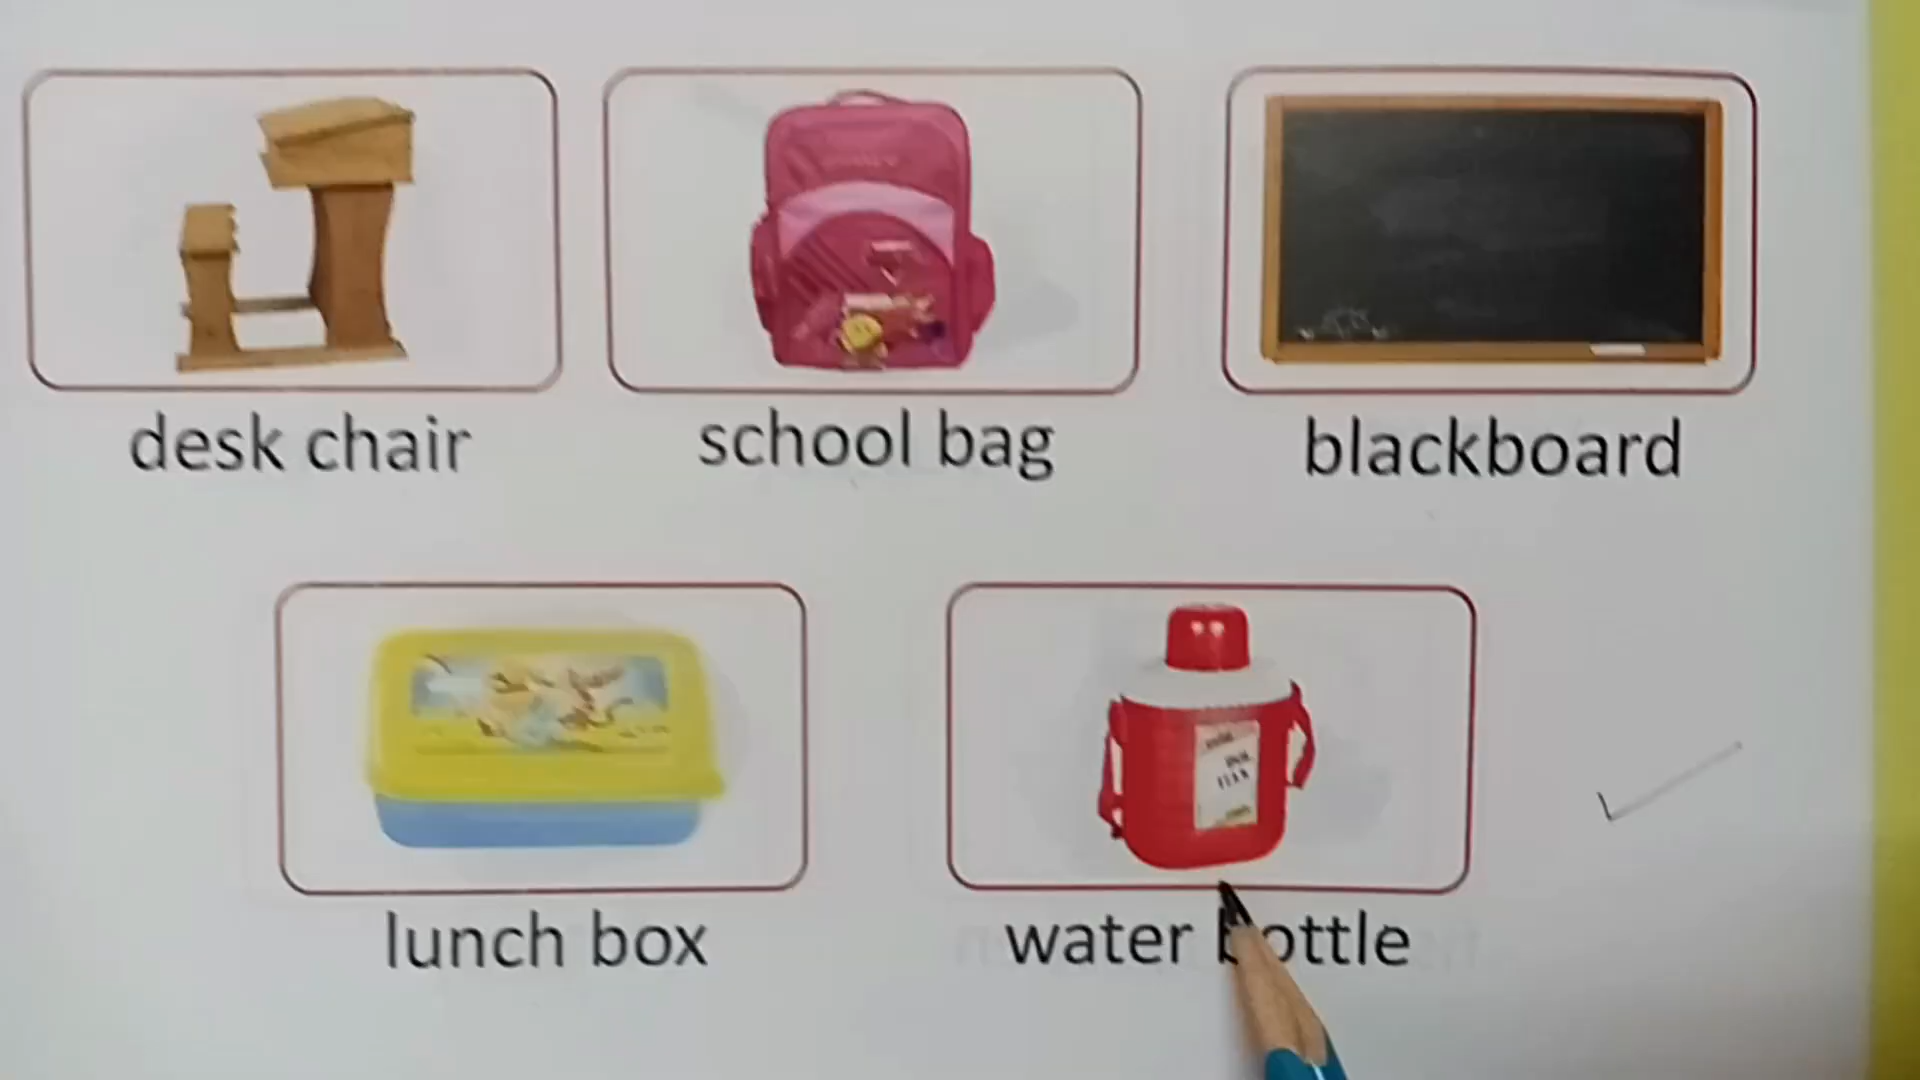 desk chair
school bag
blackboard
lunch box
water bottle